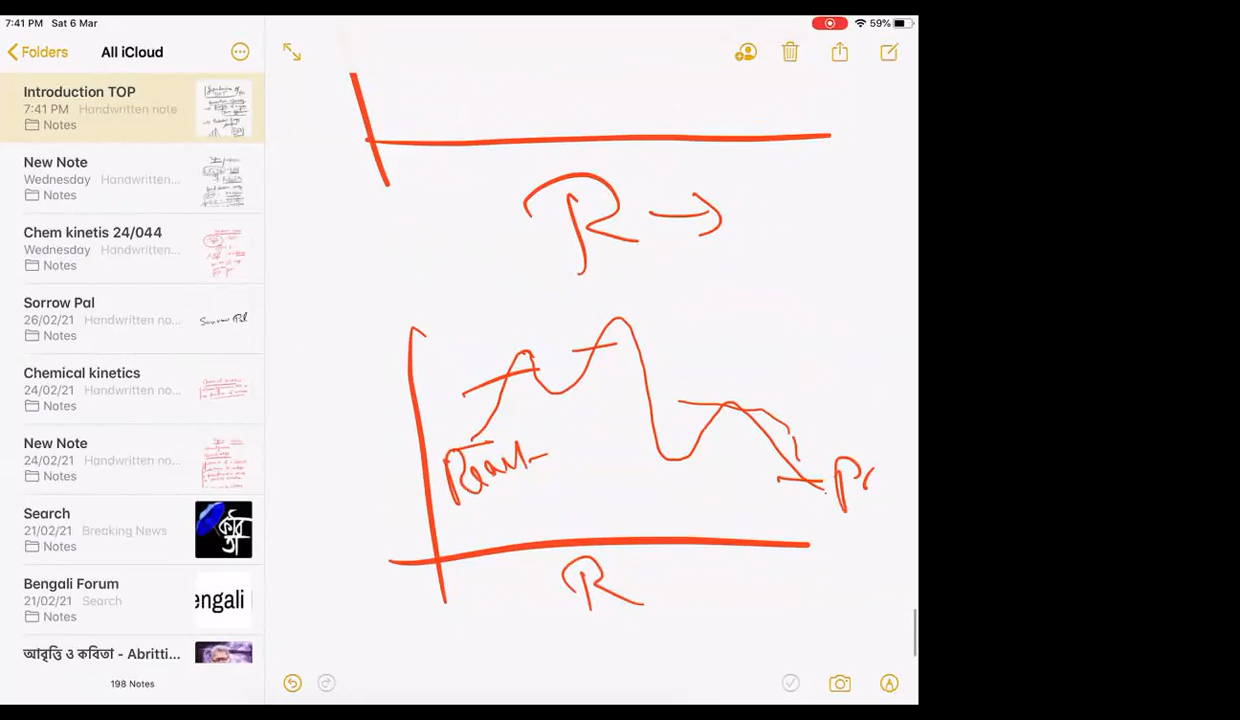 7:41 PM Sat 6 Mar
59%
Folders
All iCloud
Introduction TOP
7:41 PM Handwritten note
Notes
New Note
Wednesday Handwritten...
Notes
Chem kinetis 24/044
Wednesday Handwritten...
Notes
Sorrow Pal
26/02/21 Handwritten no...
Notes
Chemical kinetics
24/02/21 Handwritten no...
Notes
New Note
24/02/21 Handwritten no...
Notes
Search
21/02/21 Breaking News
Notes
Bengali Forum
21/02/21 Search
Notes
engali
আবৃত্তি ও কবিতা - Abritti...
198 Notes
R →
Pr
R